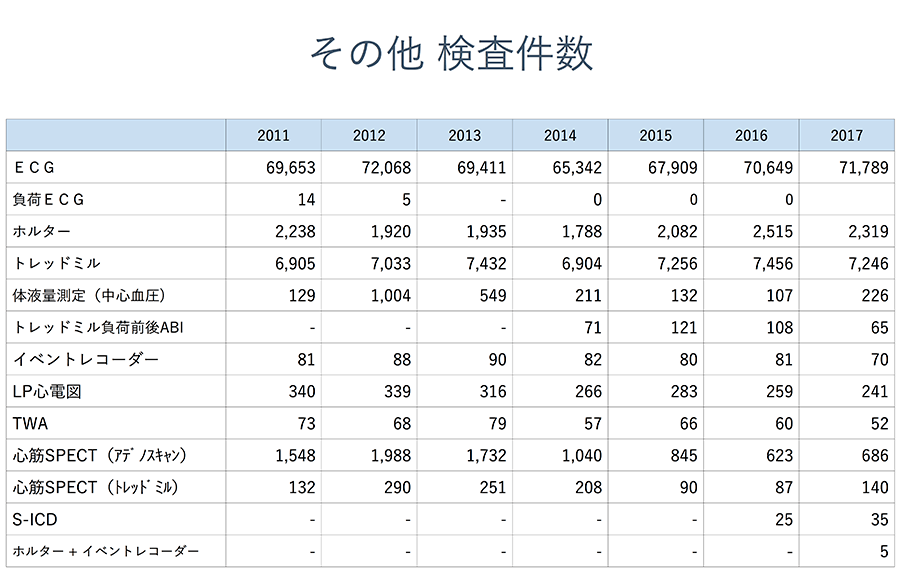 その他 検査件数
2011 2012 2013 2014 2015 2016 2017
ECG 69,653 72,068 69,411 65,342 67,909 70,649 71,789
負荷ECG 14 5 - 0 0 0
ホルター 2,238 1,920 1,935 1,788 2,082 2,515 2,319
トレッドミル 6,905 7,033 7,432 6,904 7,256 7,456 7,246
体液量測定（中心血圧） 129 1,004 549 211 132 107 226
トレッドミル負荷前後ABI - - - 71 121 108 65
イベントレコーダー 81 88 90 82 80 81 70
LP心電図 340 339 316 266 283 259 241
TWA 73 68 79 57 66 60 52
心筋SPECT（ｱﾃﾞﾉｽｷｬﾝ） 1,548 1,988 1,732 1,040 845 623 686
心筋SPECT（ﾄﾚｯﾄﾞﾐﾙ） 132 290 251 208 90 87 140
S-ICD - - - - - 25 35
ホルター + イベントレコーダー - - - - - - 5